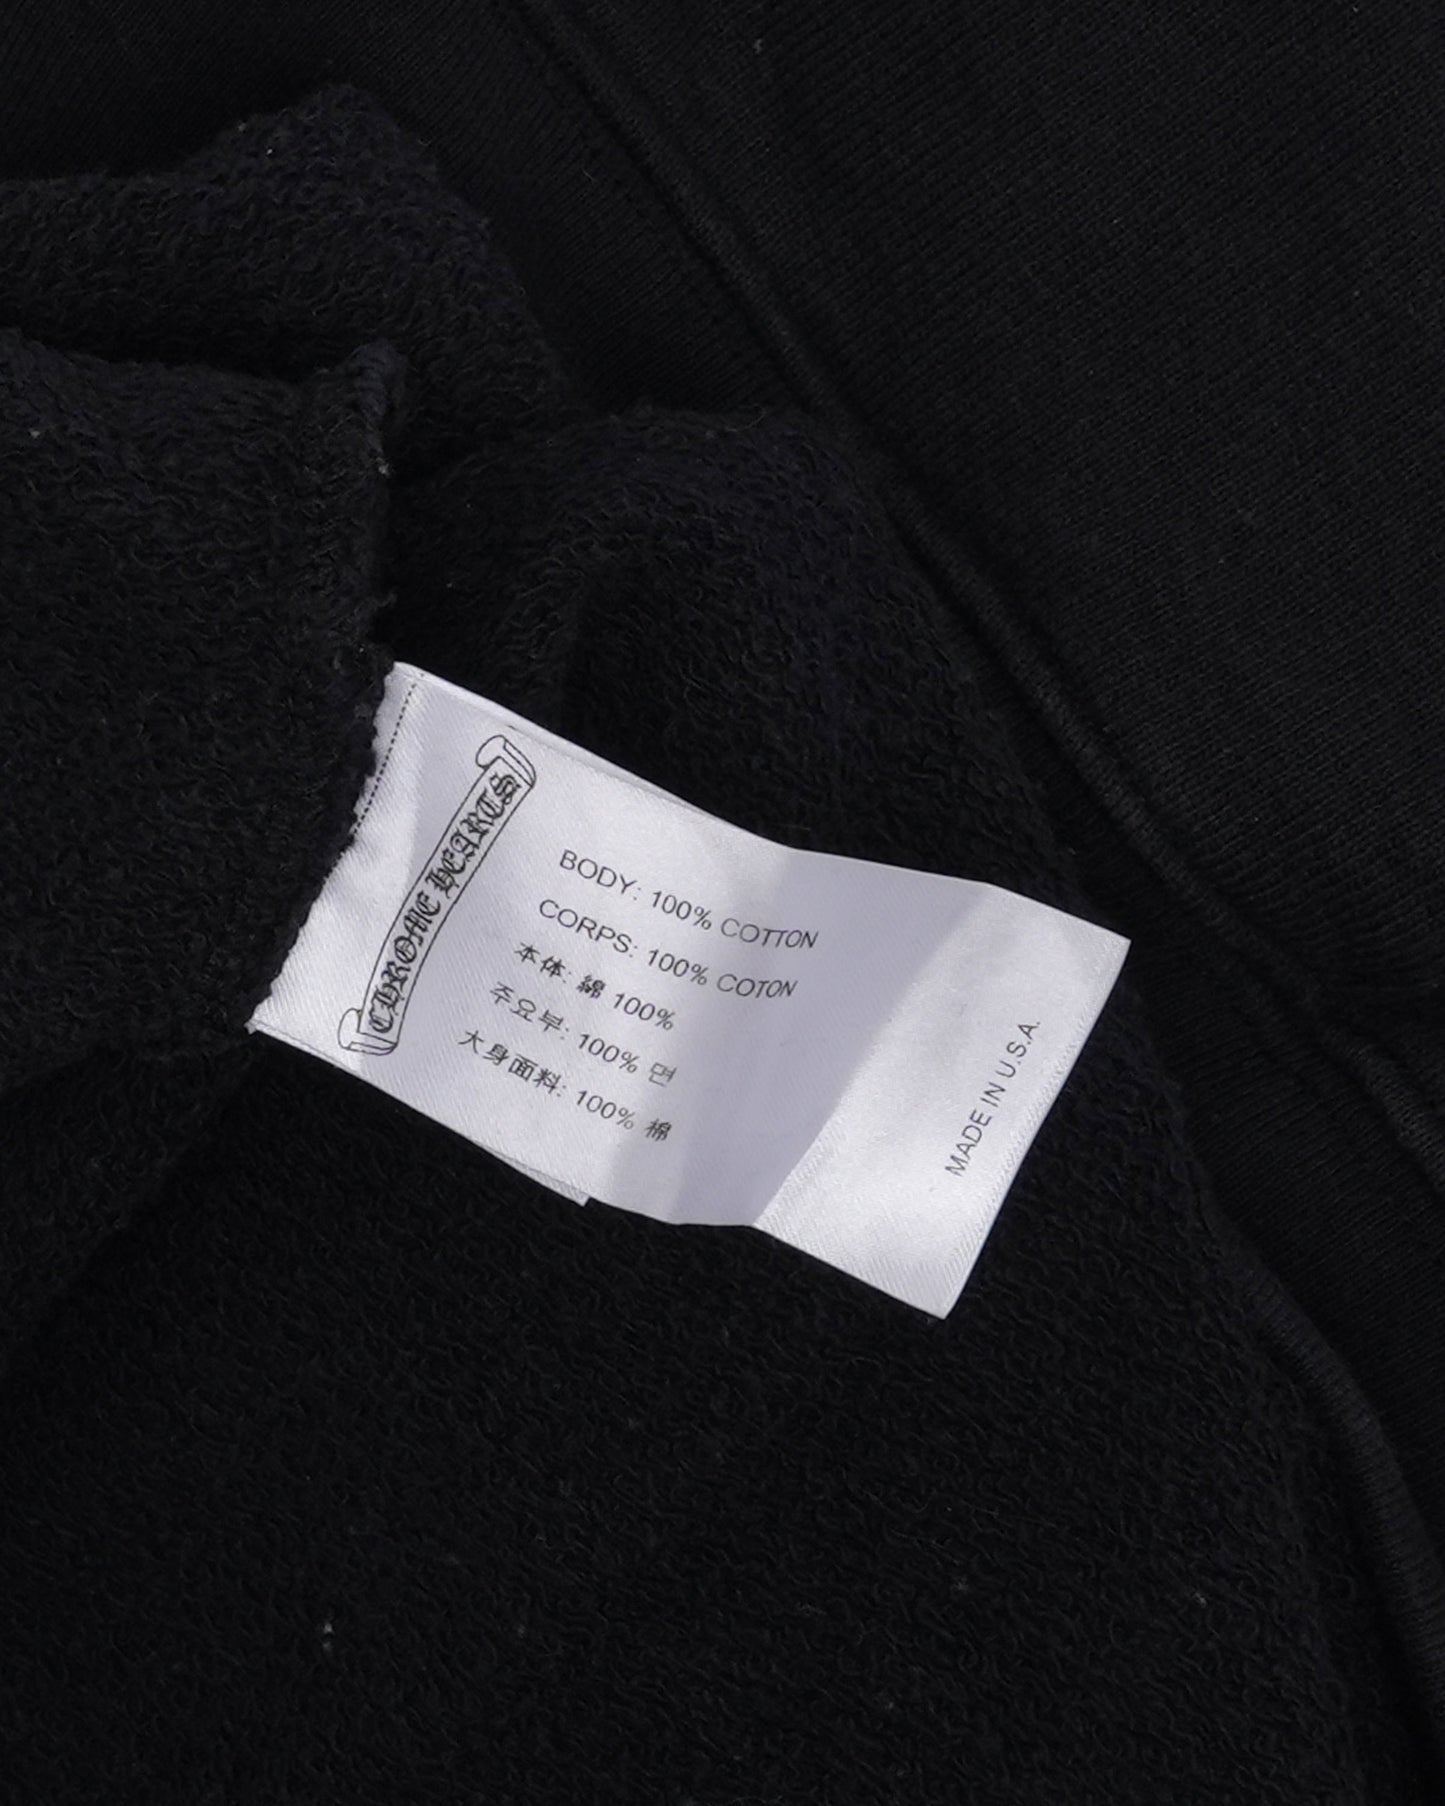 CHROME HEARTS
BODY: 100% COTTON
CORPS: 100% COTON
本体: 綿 100%
주요부: 100% 면
大身面料: 100% 棉
MADE IN U.S.A.